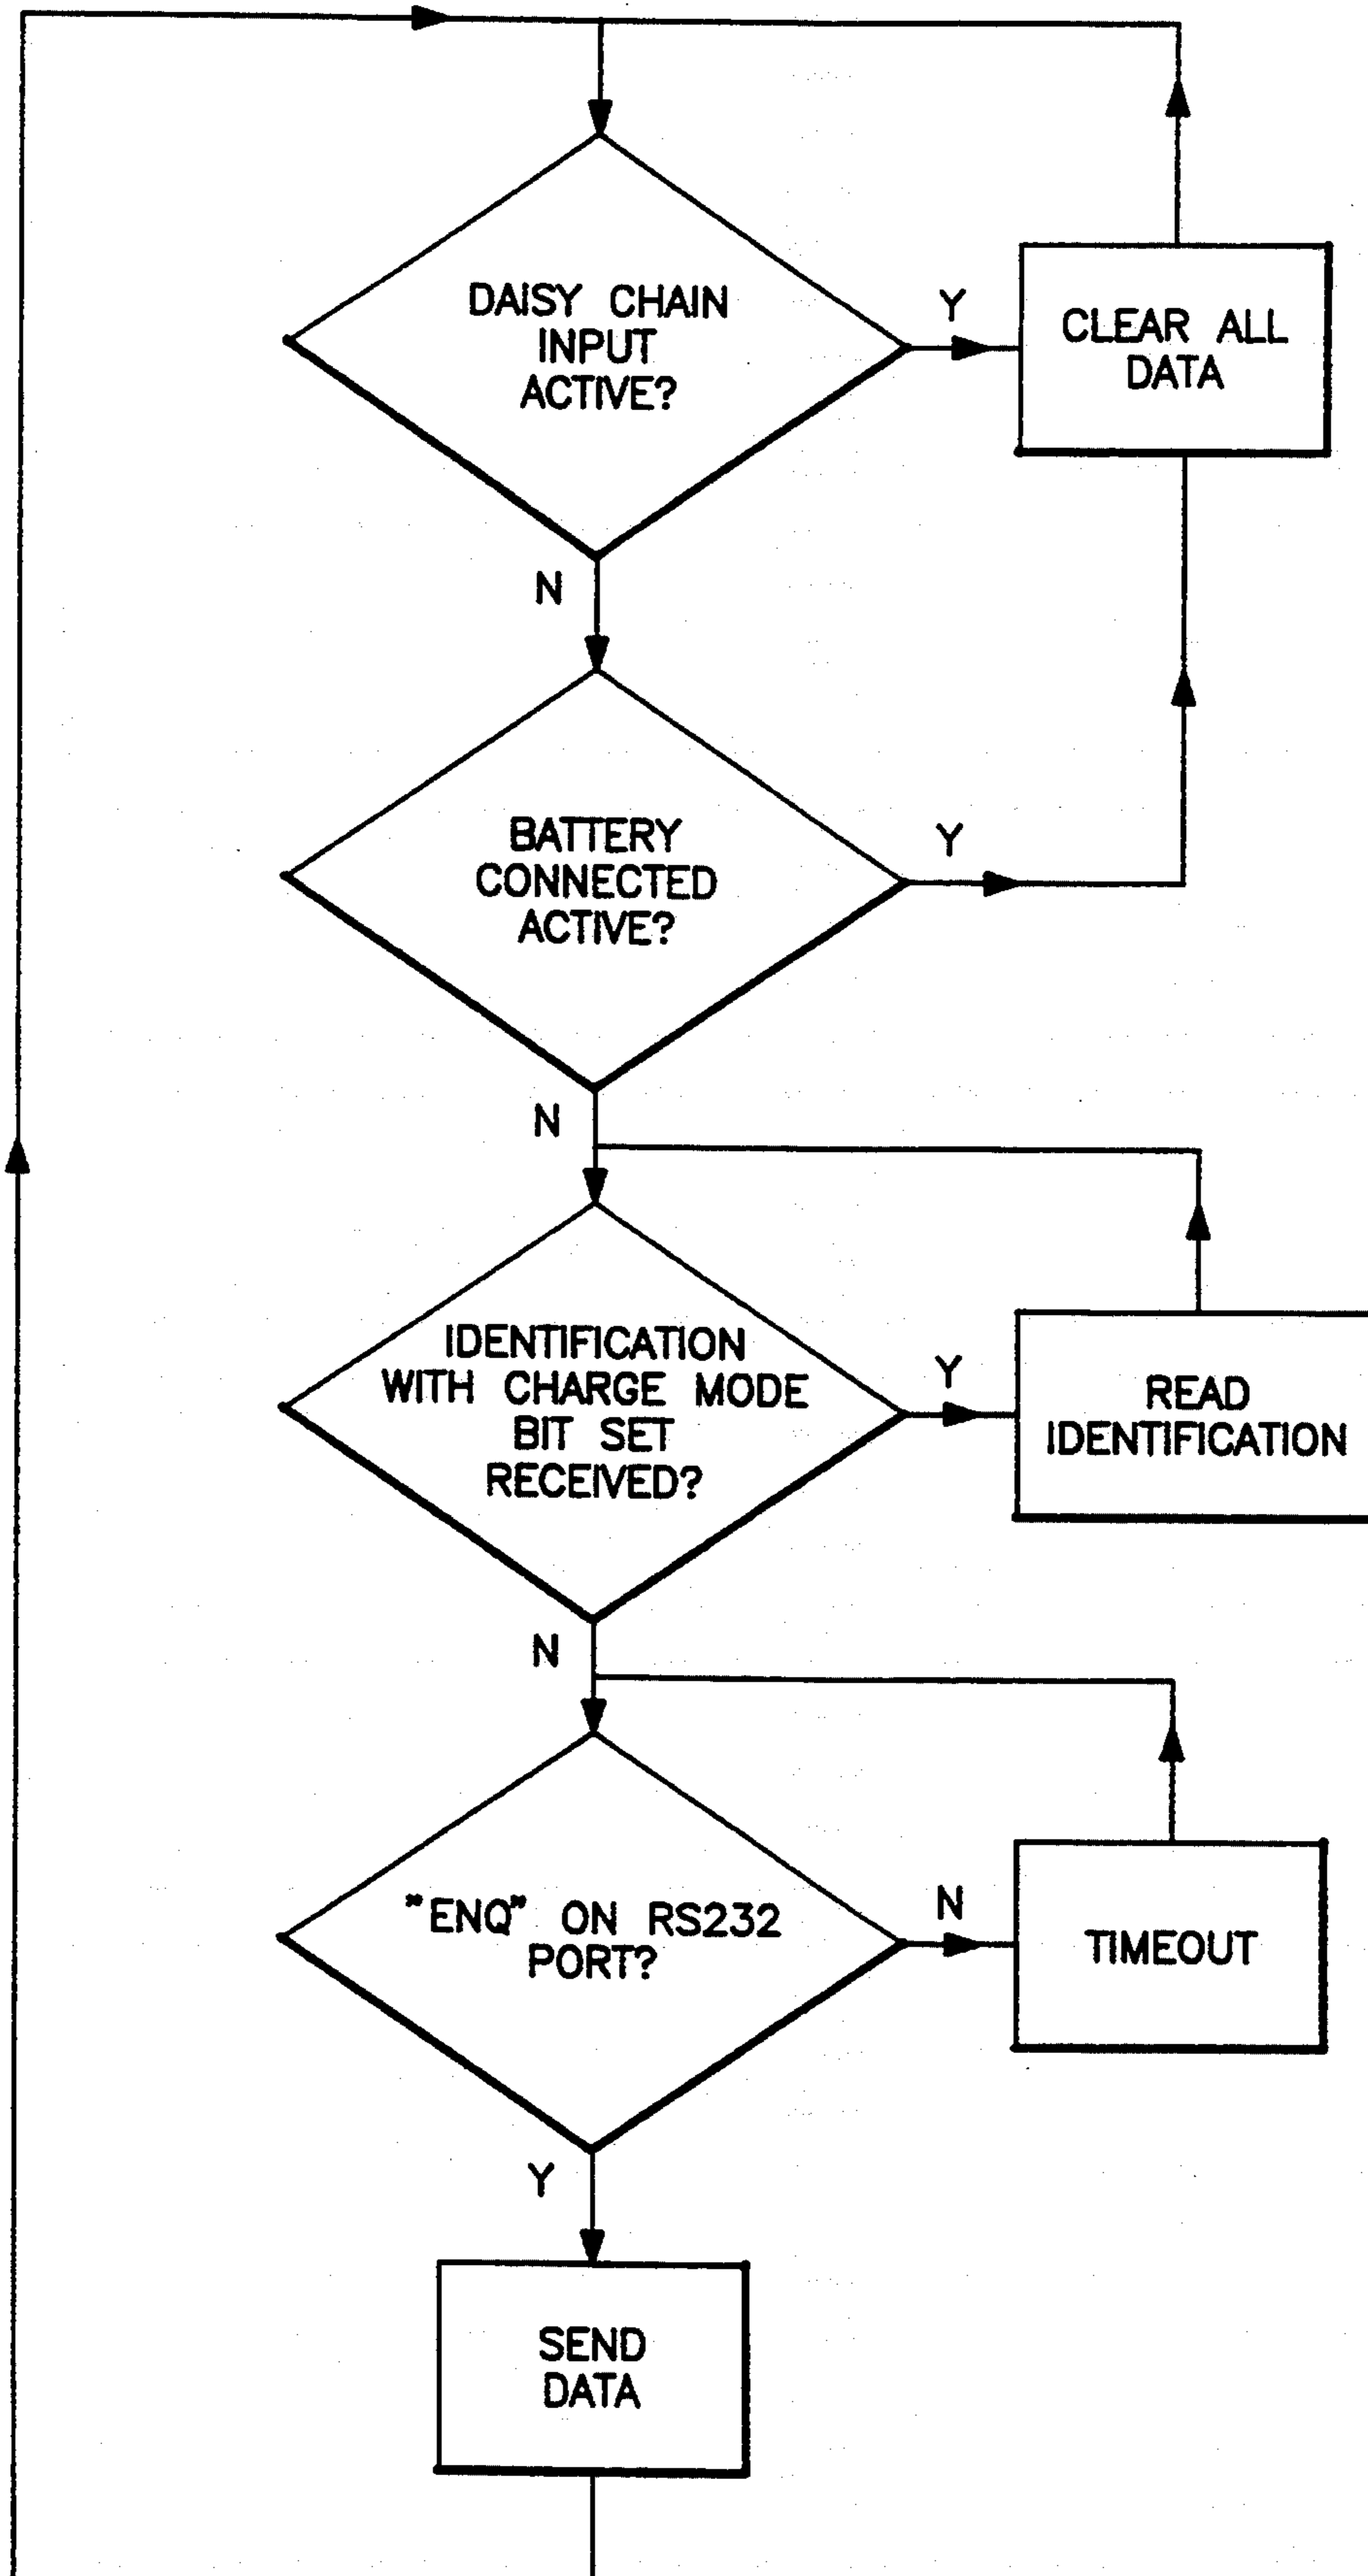 DAISY CHAIN
INPUT
ACTIVE?
Y
CLEAR ALL
DATA
N
BATTERY
CONNECTED
ACTIVE?
Y
N
IDENTIFICATION
WITH CHARGE MODE
BIT SET
RECEIVED?
Y
READ
IDENTIFICATION
N
"ENQ" ON RS232
PORT?
N
TIMEOUT
Y
SEND
DATA